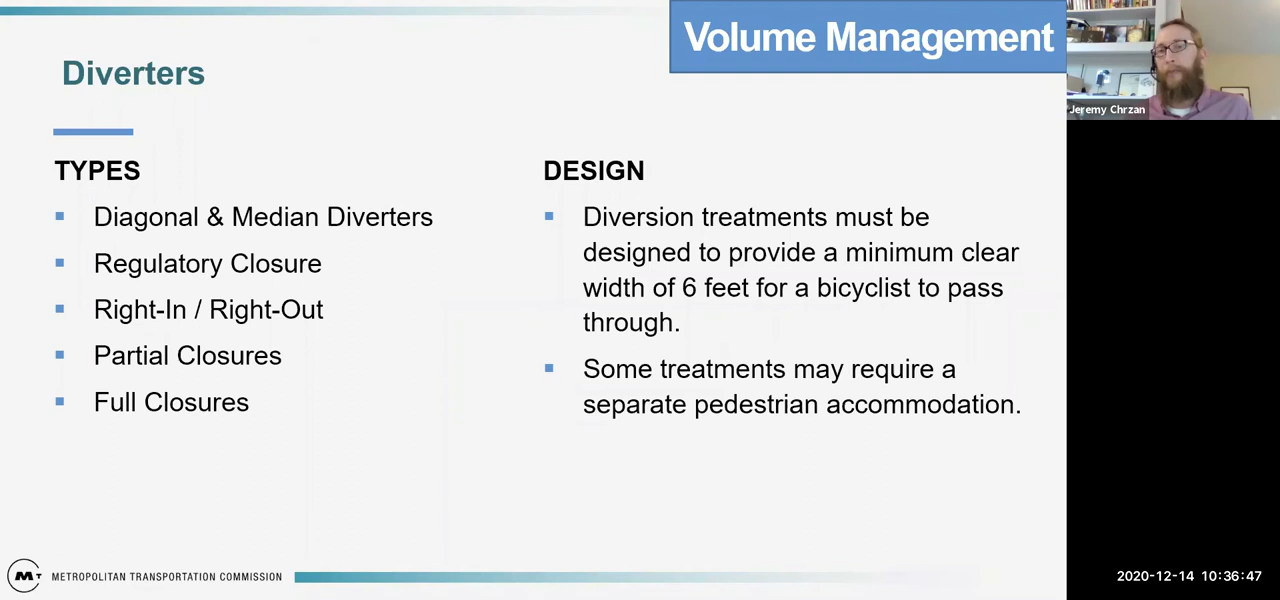 Volume Management
Diverters
TYPES
Diagonal & Median Diverters
Regulatory Closure
Right-In / Right-Out
Partial Closures
Full Closures
DESIGN
Diversion treatments must be
designed to provide a minimum clear
width of 6 feet for a bicyclist to pass
through.
Some treatments may require a
separate pedestrian accommodation.
Jeremy Chrzan
MT METROPOLITAN TRANSPORTATION COMMISSION
2020-12-14 10:36:47